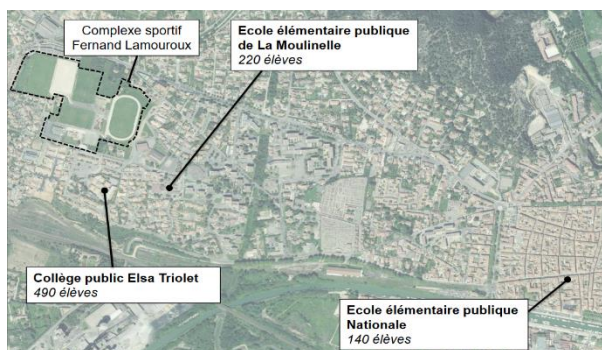 Complexe sportif
Fernand Lamouroux
Ecole élémentaire publique
de La Moulinelle
220 élèves
Collège public Elsa Triolet
490 élèves
Ecole élémentaire publique
Nationale
140 élèves